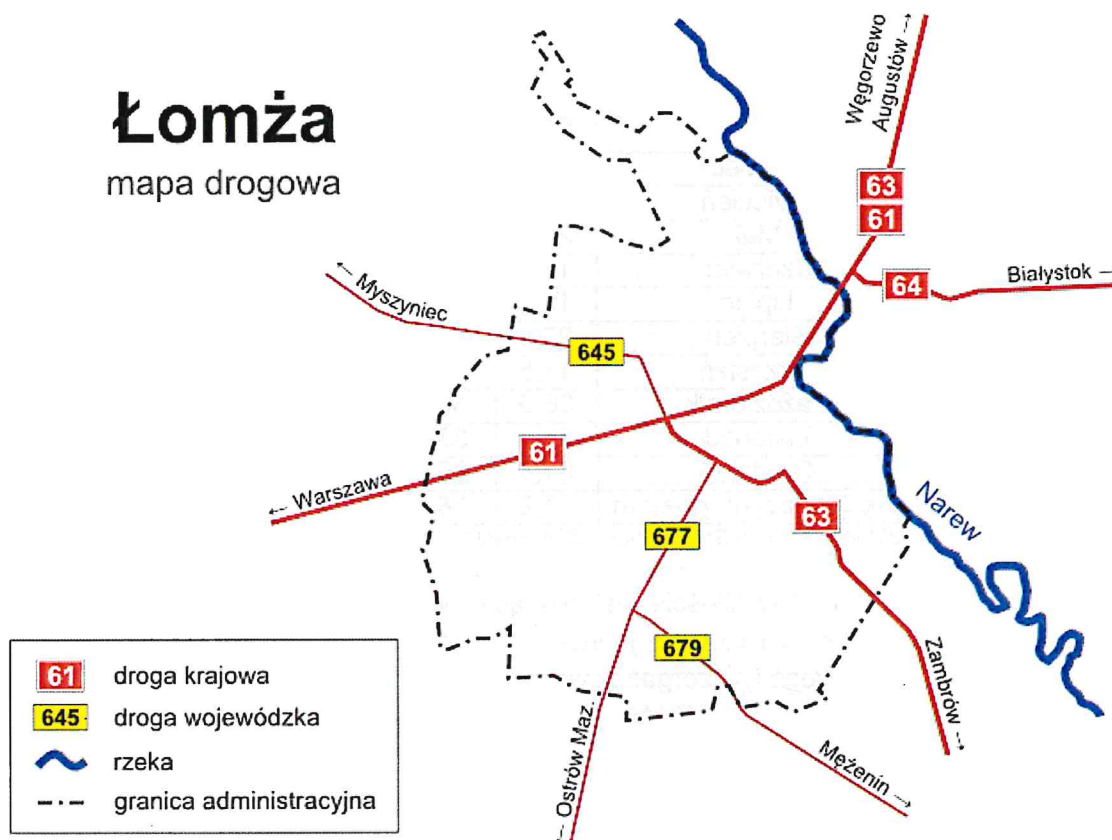 Łomża
mapa drogowa
Węgorzewo
Augustów →
63
61
64
Białystok →
← Myszyniec
645
61
← Warszawa
63
677
Narew
679
Zambrów →
← Ostrów Maz.
Mężenin →
61 droga krajowa
645 droga wojewódzka
rzeka
granica administracyjna